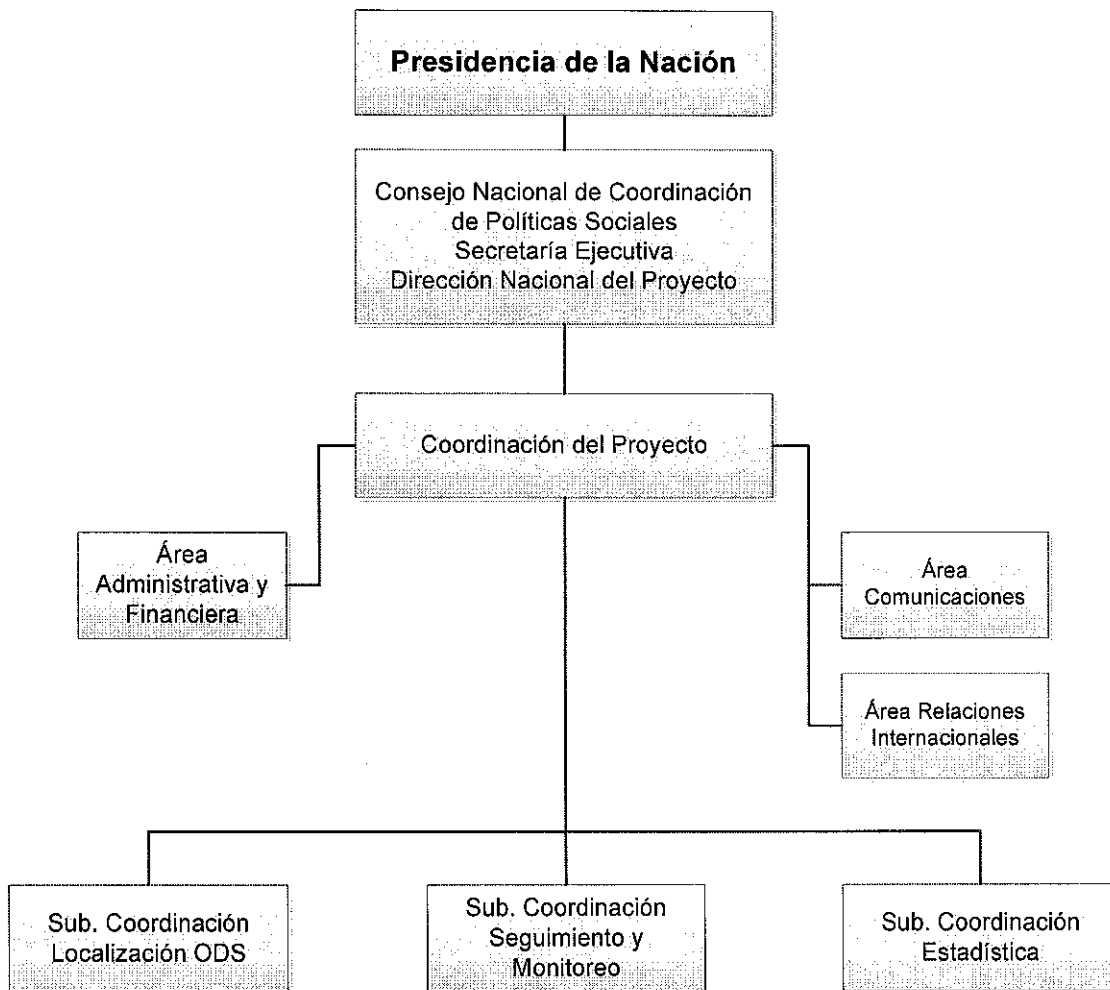 Presidencia de la Nación
Consejo Nacional de Coordinación
de Políticas Sociales
Secretaría Ejecutiva
Dirección Nacional del Proyecto
Coordinación del Proyecto
Área
Administrativa y
Financiera
Área
Comunicaciones
Área Relaciones
Internacionales
Sub. Coordinación
Localización ODS
Sub. Coordinación
Seguimiento y
Monitoreo
Sub. Coordinación
Estadística